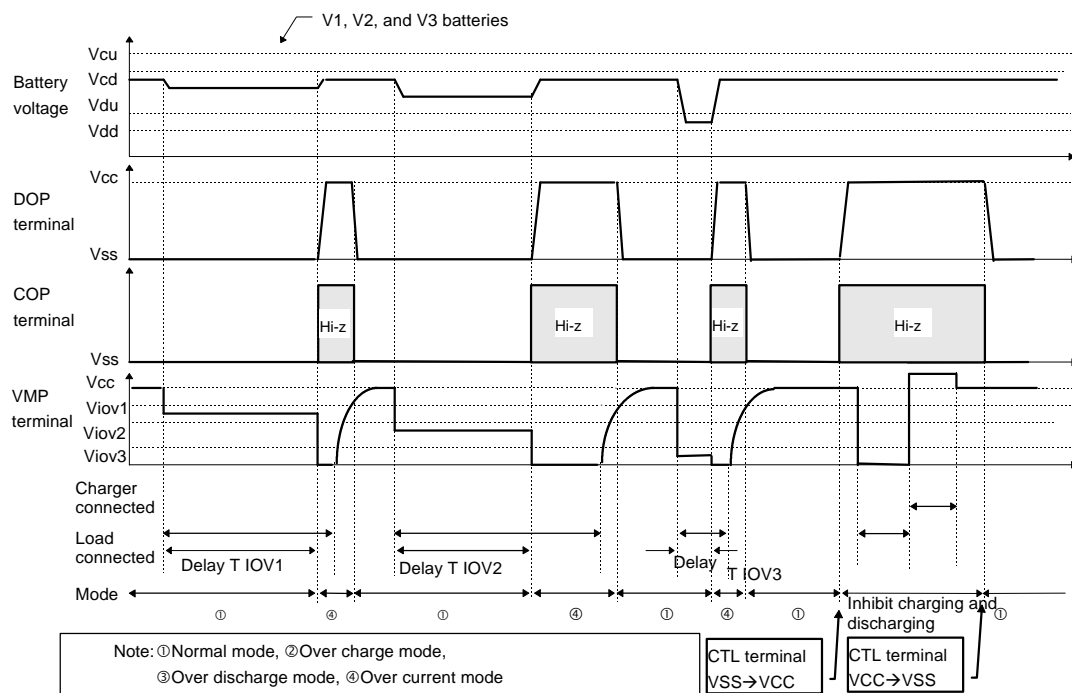 V1, V2, and V3 batteries
Vcu
Battery voltage
Vcd
Vdu
Vdd
DOP terminal
Vcc
Vss
COP terminal
Hi-z
Hi-z
Hi-z
Hi-z
Vss
VMP terminal
Vcc
Viov1
Viov2
Viov3
Charger connected
Load connected
Delay T IOV1
Delay T IOV2
Delay
T IOV3
Mode
① ④ ① ④ ① ④ ① Inhibit charging and discharging ①
Note: ①Normal mode, ②Over charge mode,
③Over discharge mode, ④Over current mode
CTL terminal
VSS→VCC
CTL terminal
VCC→VSS